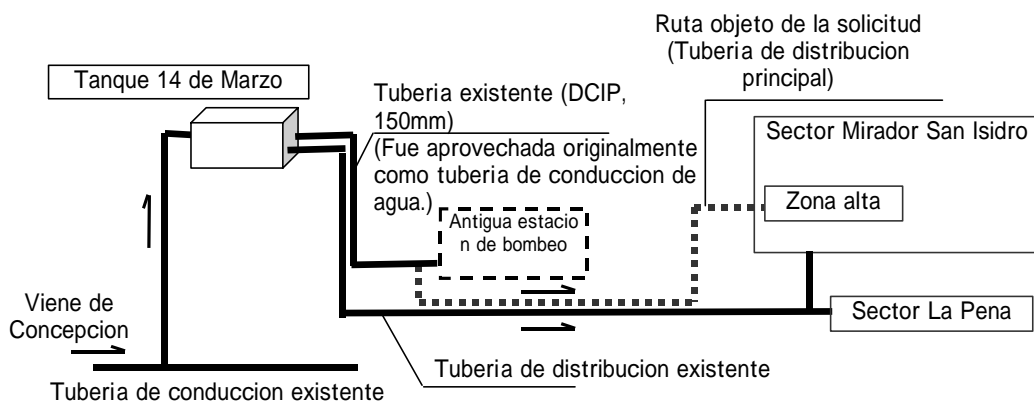 Ruta objeto de la solicitud
(Tuberia de distribucion
principal)
Tanque 14 de Marzo
Tuberia existente (DCIP,
150mm)
(Fue aprovechada originalmente
como tuberia de conduccion de
agua.)
Sector Mirador San Isidro
Zona alta
Antigua estacio
n de bombeo
Viene de
Concepcion
Sector La Pena
Tuberia de distribucion existente
Tuberia de conduccion existente